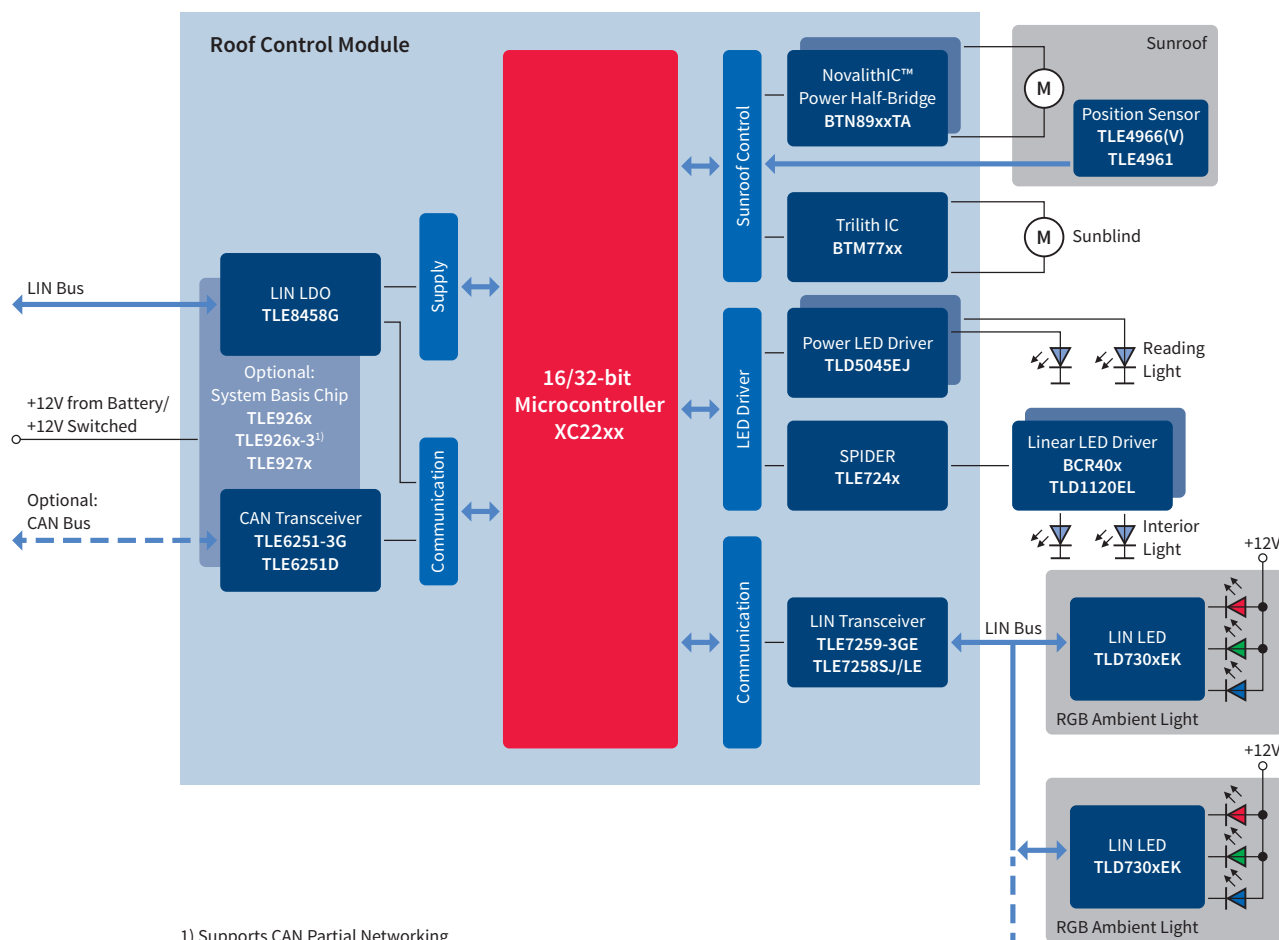 Roof Control Module
LIN Bus
+12V from Battery/
+12V Switched
Optional:
CAN Bus
LIN LDO
TLE8458G
Optional:
System Basis Chip
TLE926x
TLE926x-3¹⁾
TLE927x
CAN Transceiver
TLE6251-3G
TLE6251D
Supply
Communication
16/32-bit
Microcontroller
XC22xx
Sunroof Control
LED Driver
Communication
NovalithIC™
Power Half-Bridge
BTN89xxTA
Trilith IC
BTM77xx
Power LED Driver
TLD5045EJ
SPIDER
TLE724x
LIN Transceiver
TLE7259-3GE
TLE7258SJ/LE
Sunroof
M
Position Sensor
TLE4966(V)
TLE4961
M
Sunblind
Reading
Light
Linear LED Driver
BCR40x
TLD1120EL
Interior
Light
LIN Bus
+12V
LIN LED
TLD730xEK
RGB Ambient Light
+12V
LIN LED
TLD730xEK
RGB Ambient Light
1) Supports CAN Partial Networking